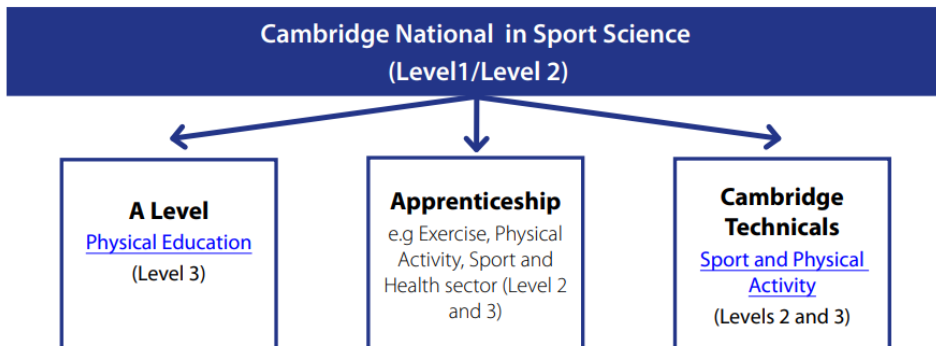 Cambridge National in Sport Science
(Level1/Level 2)
A Level
Physical Education
(Level 3)
Apprenticeship
e.g Exercise, Physical
Activity, Sport and
Health sector (Level 2
and 3)
Cambridge
Technicals
Sport and Physical
Activity
(Levels 2 and 3)